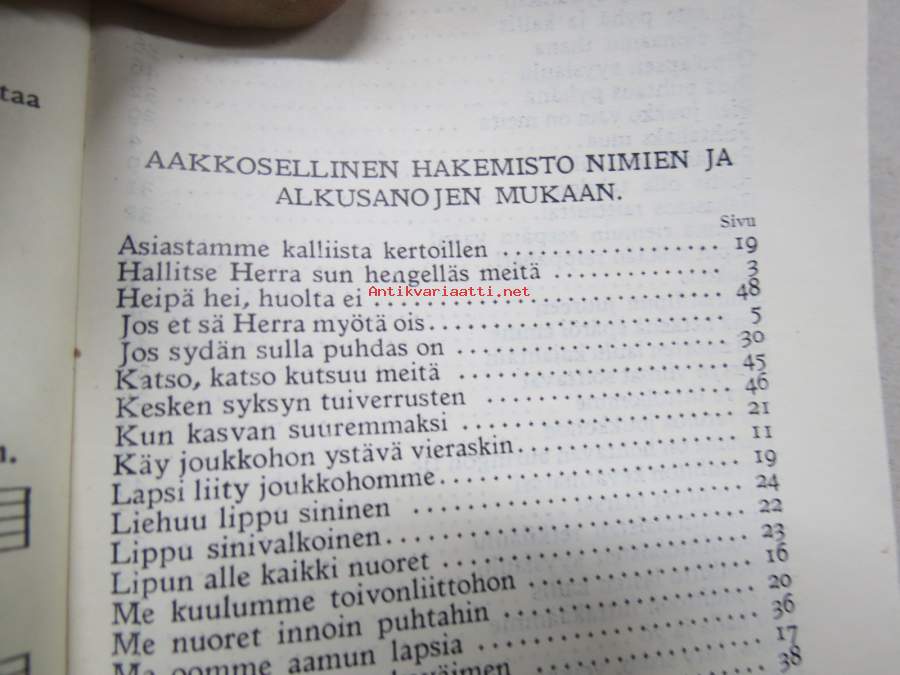 taa
AAKKOSELLINEN HAKEMISTO NIMIEN JA
ALKUSANOJEN MUKAAN.
Sivu
Asiastamme kalliista kertoillen .................... 19
Hallitse Herra sun hengelläs meitä ............. 3
Heipä hei, huolta ei ............................ 48
Antikvariaatti.net
Jos et sä Herra myötä ois....................... 5
Jos sydän sulla puhdas on ...................... 30
Katso, katso kutsuu meitä ...................... 45
Kesken syksyn tuiverrusten ..................... 46
Kun kasvan suuremmaksi ....................... 21
Käy joukkohon ystävä vieraskin................. 11
Lapsi liity joukkohomme........................ 19
Liehuu lippu sininen ........................... 24
Lippu sinivalkoinen............................. 22
Lipun alle kaikki nuoret ........................ 23
Me kuulumme toivonliittohon .................. 16
Me nuoret innoin puhtahin ..................... 20
Me oomme aamun lapsia ....................... 36
17
38